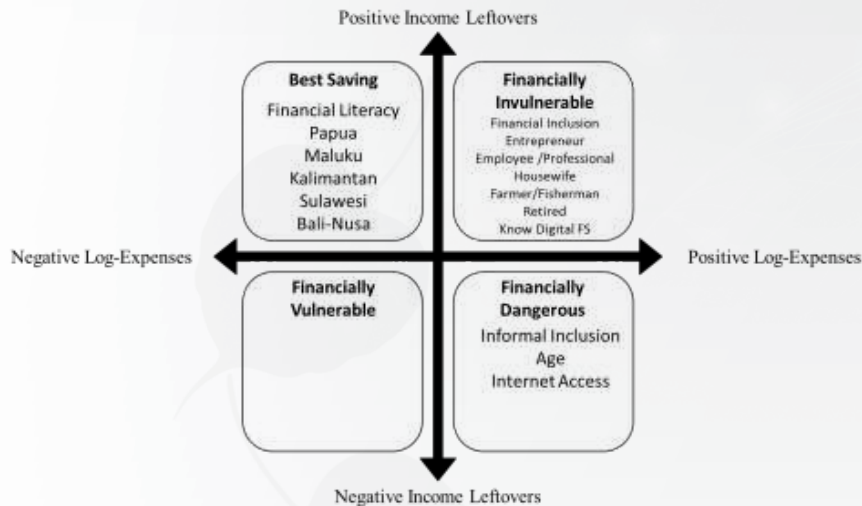 Positive Income Leftovers
Best Saving
Financial Literacy
Papua
Maluku
Kalimantan
Sulawesi
Bali-Nusa
Financially
Invulnerable
Financial Inclusion
Entrepreneur
Employee /Professional
Housewife
Farmer/Fisherman
Retired
Know Digital FS
Negative Log-Expenses
Positive Log-Expenses
Financially
Vulnerable
Financially
Dangerous
Informal Inclusion
Age
Internet Access
Negative Income Leftovers